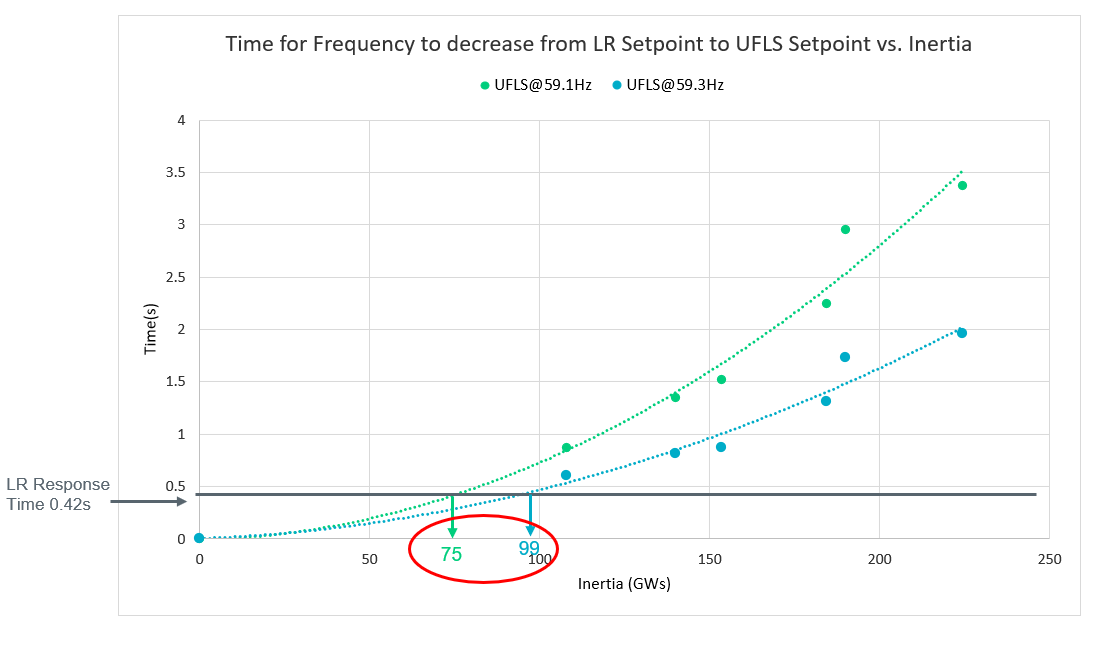 Time for Frequency to decrease from LR Setpoint to UFLS Setpoint vs. Inertia
UFLS@59.1Hz UFLS@59.3Hz
4
3.5
3
2.5
2
1.5
1
0.5
0
Time(s)
LR Response
Time 0.42s
75 99
0 50 100 150 200 250
Inertia (GWs)